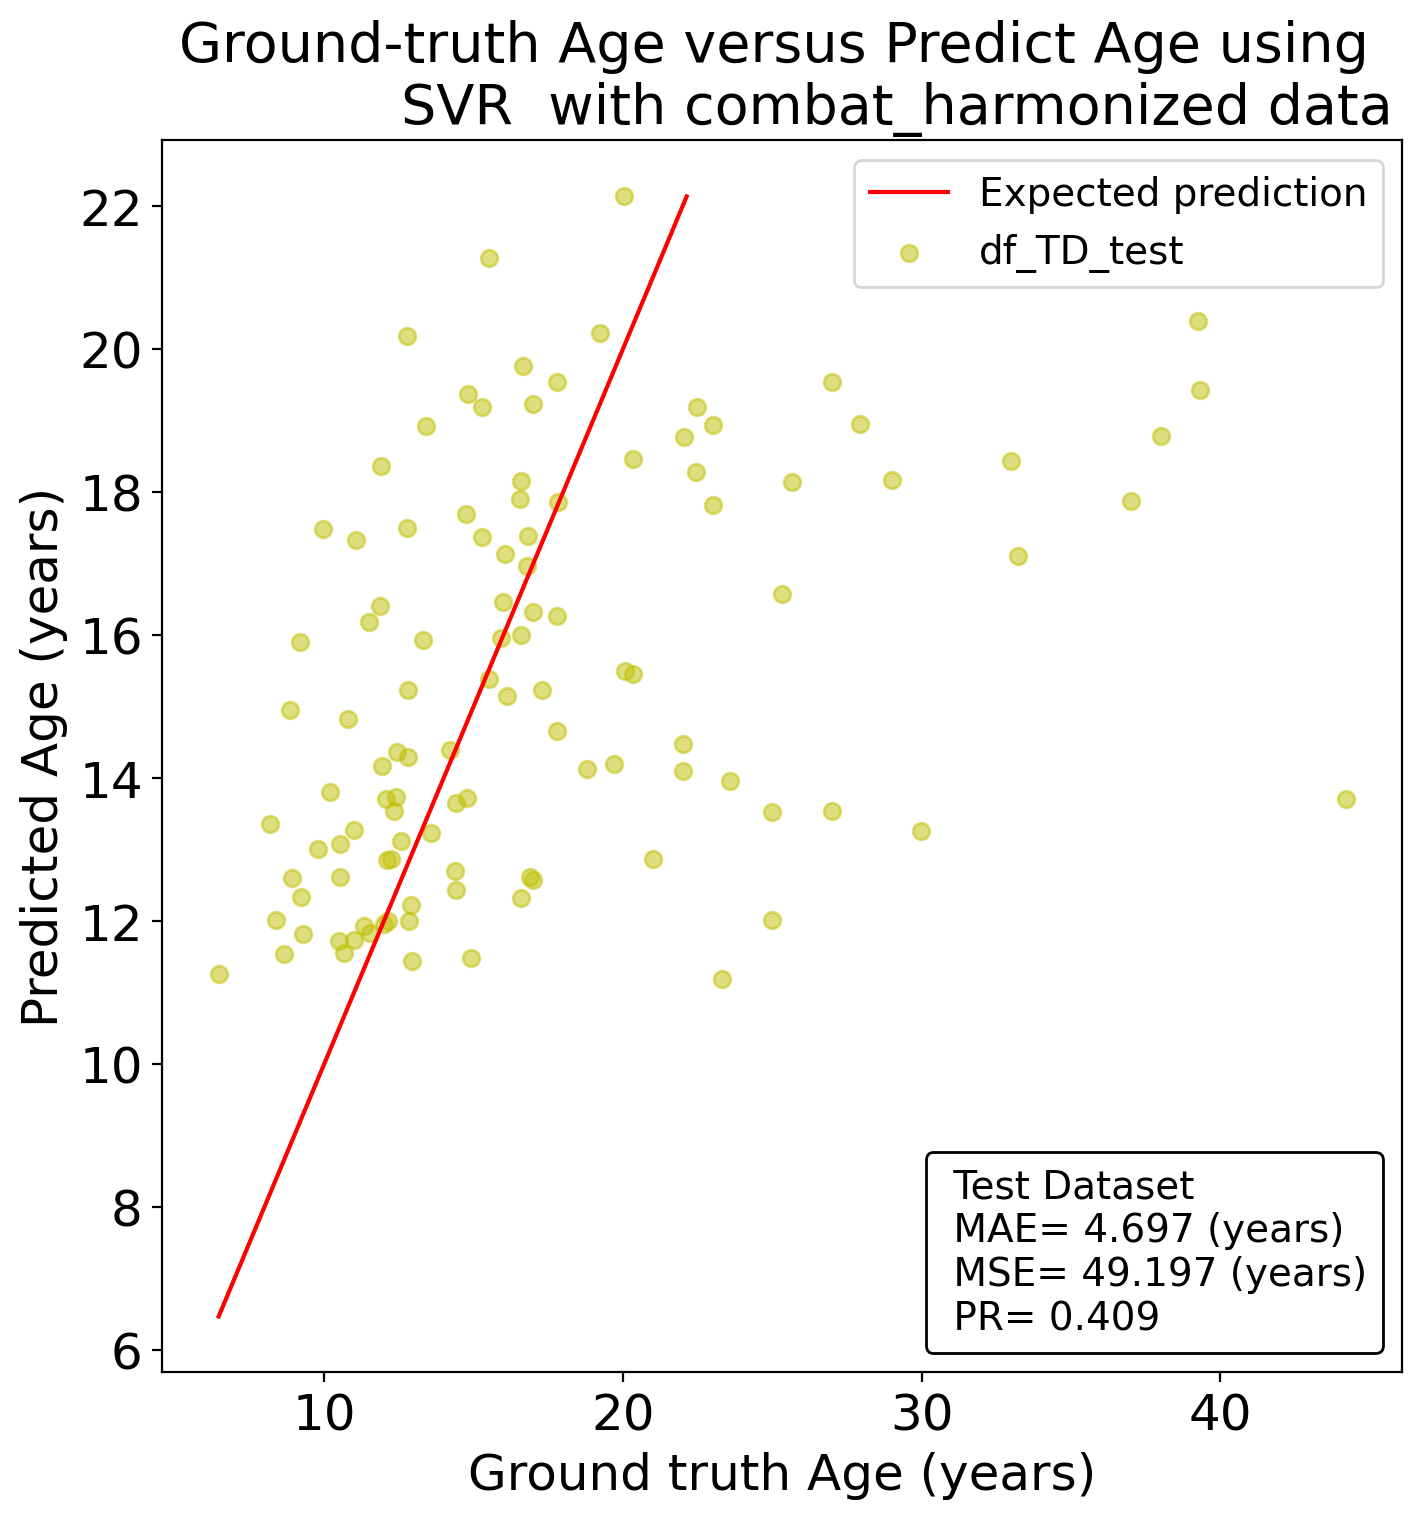 Ground-truth Age versus Predict Age using
SVR  with combat_harmonized data
Expected prediction
df_TD_test
22
20
18
16
14
12
10
8
6
Predicted Age (years)
Test Dataset
MAE= 4.697 (years)
MSE= 49.197 (years)
PR= 0.409
10 20 30 40
Ground truth Age (years)